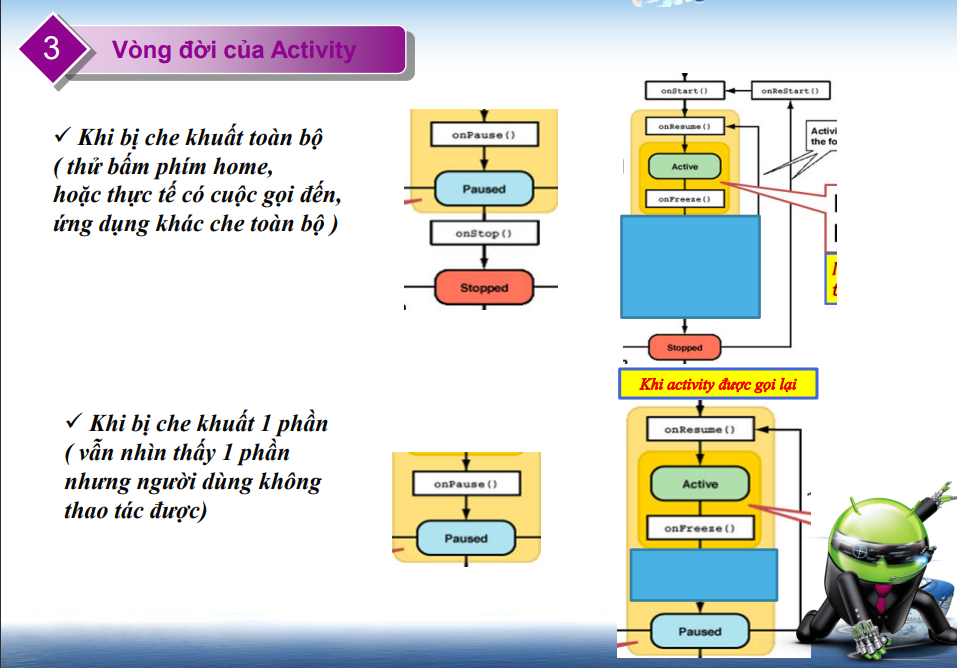 3
Vòng đời của Activity
✓ Khi bị che khuất toàn bộ
( thử bấm phím home,
hoặc thực tế có cuộc gọi đến,
ứng dụng khác che toàn bộ )
onPause()
Paused
onStop()
Stopped
onStart()
onReStart()
onResume()
Activi
the fo
Active
onFreeze()
Stopped
Khi activity được gọi lại
✓ Khi bị che khuất 1 phần
( vẫn nhìn thấy 1 phần
nhưng người dùng không
thao tác được)
onPause()
Paused
onResume()
Active
onFreeze()
Paused